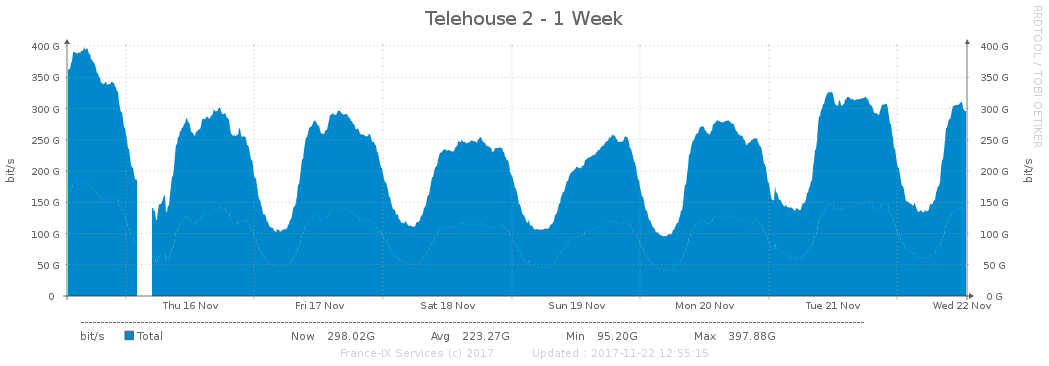 Telehouse 2 - 1 Week
RRDTOOL / TOBI OETIKER
400 G 400 G
350 G 350 G
300 G 300 G
250 G 250 G
200 G 200 G
150 G 150 G
100 G 100 G
50 G 50 G
0 0 G
bit/s
bit/s
Thu 16 Nov Fri 17 Nov Sat 18 Nov Sun 19 Nov Mon 20 Nov Tue 21 Nov Wed 22 Nov
bit/s Total Now 298.02G Avg 223.27G Min 95.20G Max 397.88G
France-IX Services (c) 2017 Updated : 2017-11-22 12:55:15